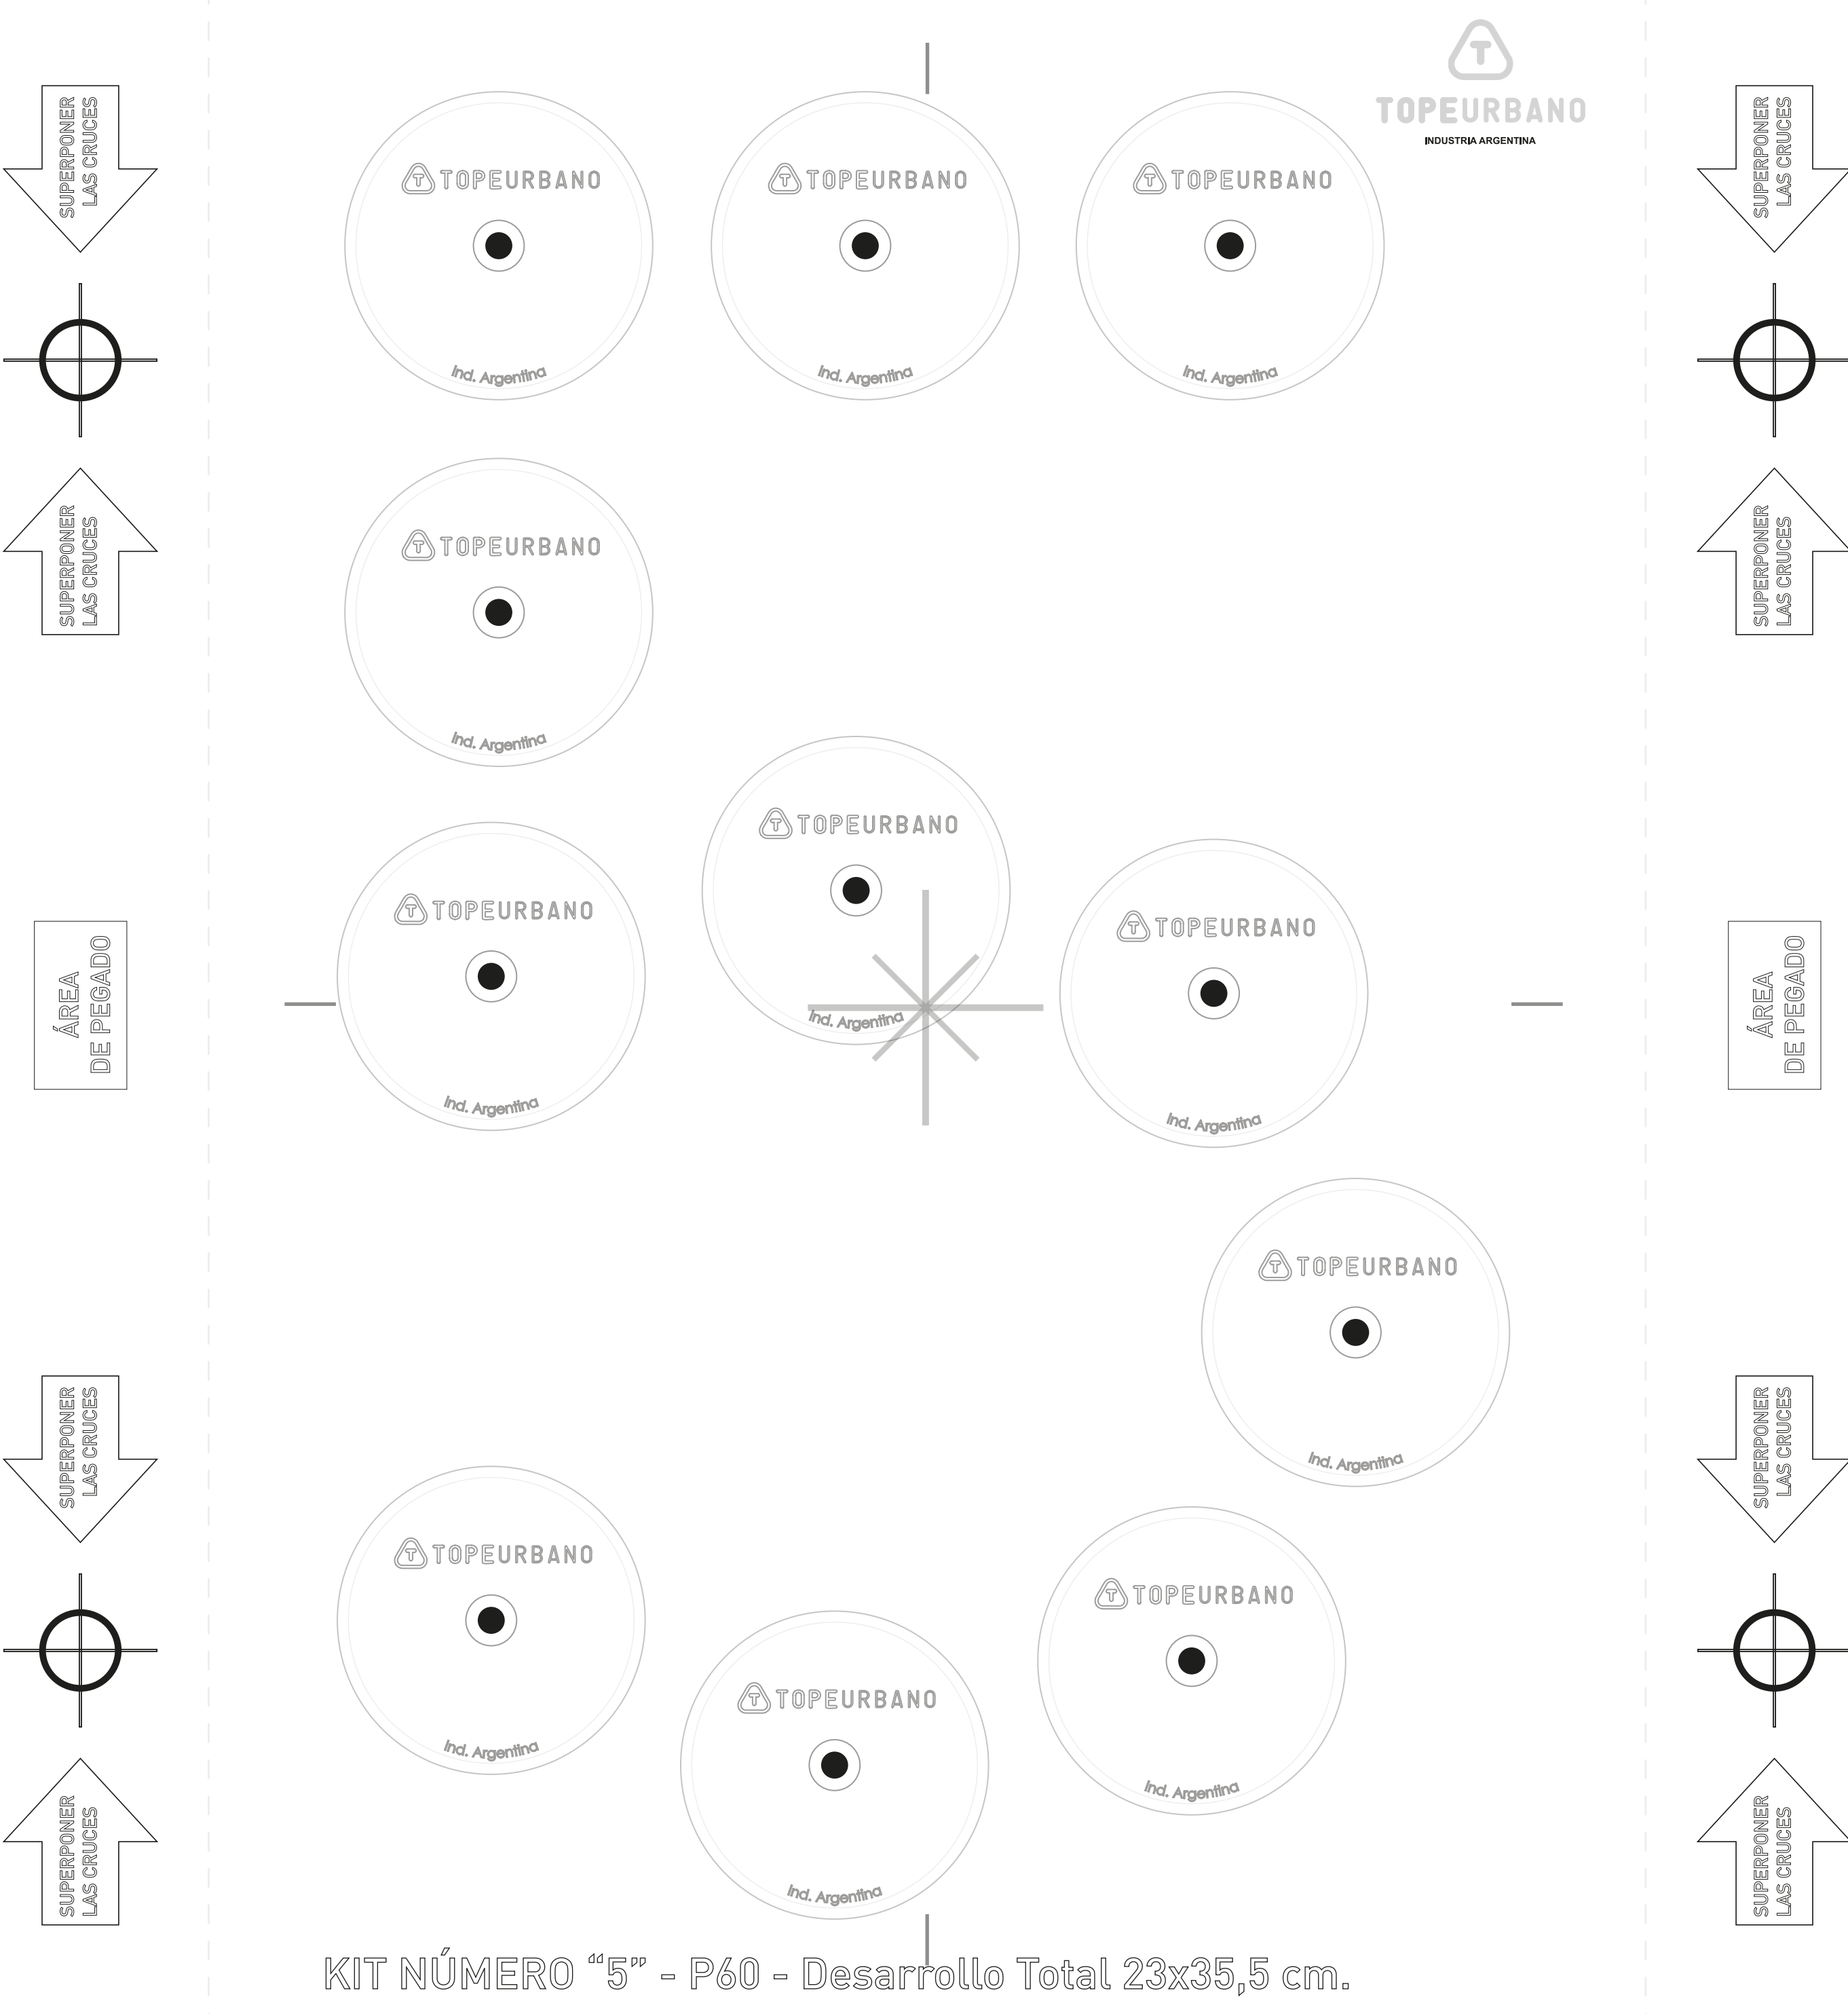 TOPEURBANO
INDUSTRIA ARGENTINA
SUPERPONER
LAS CRUCES
SUPERPONER
LAS CRUCES
TOPEURBANO
Ind. Argentina
TOPEURBANO
Ind. Argentina
TOPEURBANO
Ind. Argentina
SUPERPONER
LAS CRUCES
SUPERPONER
LAS CRUCES
TOPEURBANO
Ind. Argentina
TOPEURBANO
Ind. Argentina
TOPEURBANO
Ind. Argentina
TOPEURBANO
Ind. Argentina
ÁREA
DE PEGADO
ÁREA
DE PEGADO
TOPEURBANO
Ind. Argentina
SUPERPONER
LAS CRUCES
SUPERPONER
LAS CRUCES
TOPEURBANO
Ind. Argentina
TOPEURBANO
Ind. Argentina
TOPEURBANO
Ind. Argentina
SUPERPONER
LAS CRUCES
SUPERPONER
LAS CRUCES
KIT NÚMERO “5” - P60 - Desarrollo Total 23x35,5 cm.